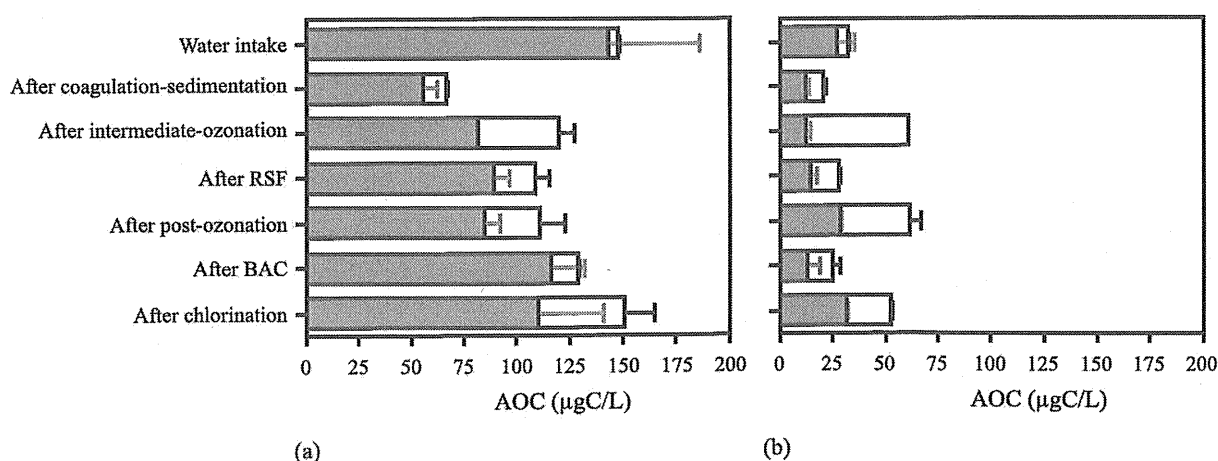 Water intake
After coagulation-sedimentation
After intermediate-ozonation
After RSF
After post-ozonation
After BAC
After chlorination
0 25 50 75 100 125 150 175 200
0 25 50 75 100 125 150 175 200
AOC (µgC/L)
AOC (µgC/L)
(a)
(b)